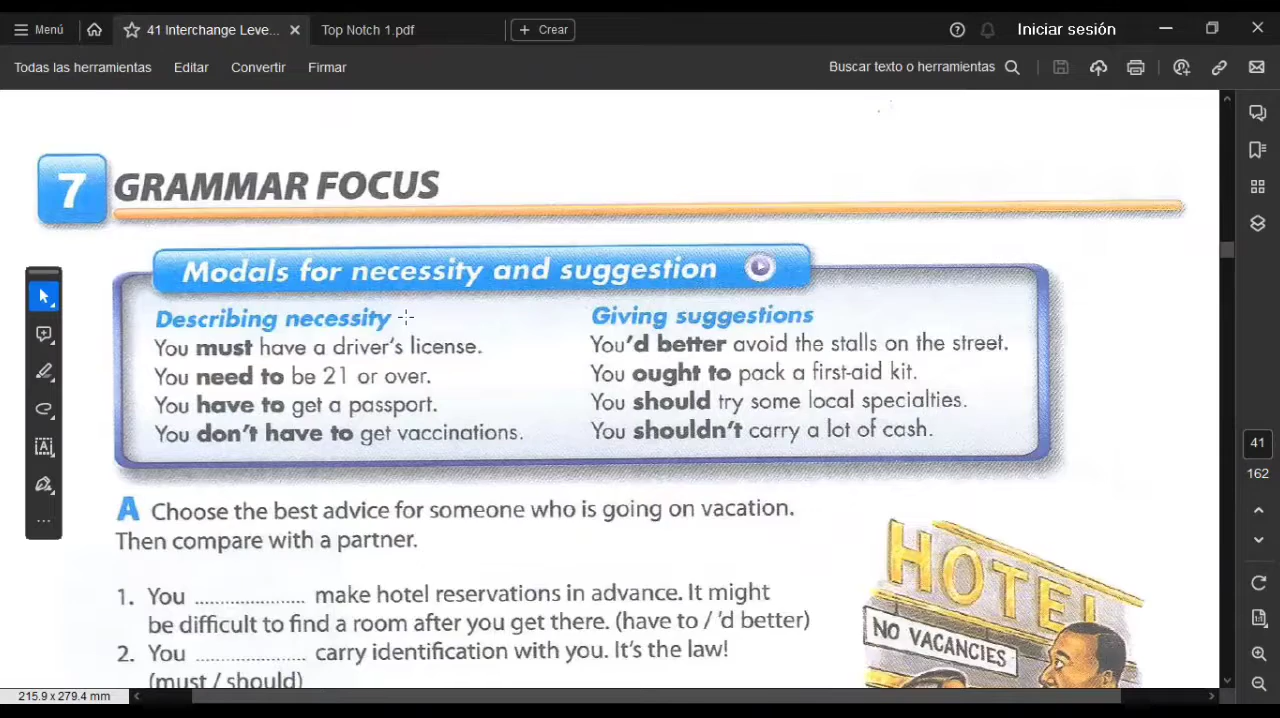 Menú
41 Interchange Leve...
Top Notch 1.pdf
Crear
Iniciar sesión
Todas las herramientas
Editar
Convertir
Firmar
Buscar texto o herramientas
7 GRAMMAR FOCUS
Modals for necessity and suggestion
Describing necessity
You must have a driver's license.
You need to be 21 or over.
You have to get a passport.
You don't have to get vaccinations.
Giving suggestions
You'd better avoid the stalls on the street.
You ought to pack a first-aid kit.
You should try some local specialties.
You shouldn't carry a lot of cash.
A Choose the best advice for someone who is going on vacation.
Then compare with a partner.
1. You .................... make hotel reservations in advance. It might
be difficult to find a room after you get there. (have to / 'd better)
2. You .................... carry identification with you. It's the law!
(must / should)
HOTEL
NO VACANCIES
41
162
215.9 x 279.4 mm